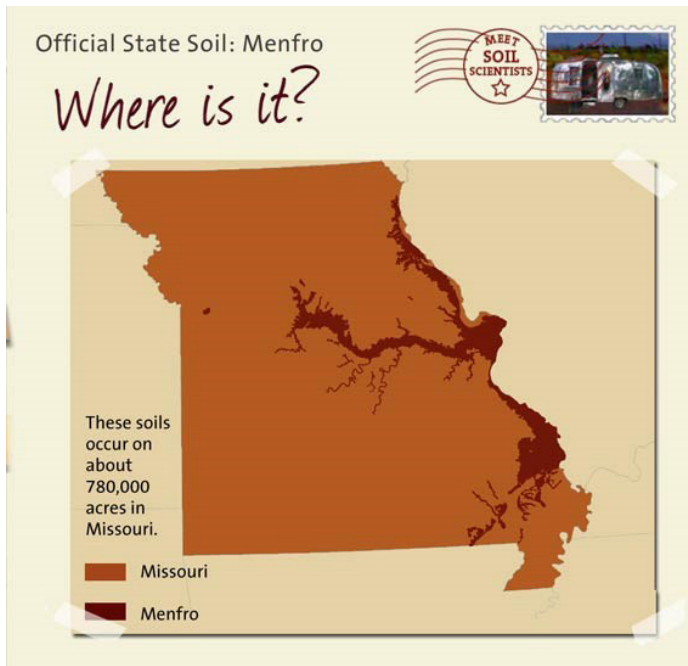 Official State Soil: Menfro
MEET
SOIL
SCIENTISTS
Where is it?
These soils
occur on
about
780,000
acres in
Missouri.
Missouri
Menfro